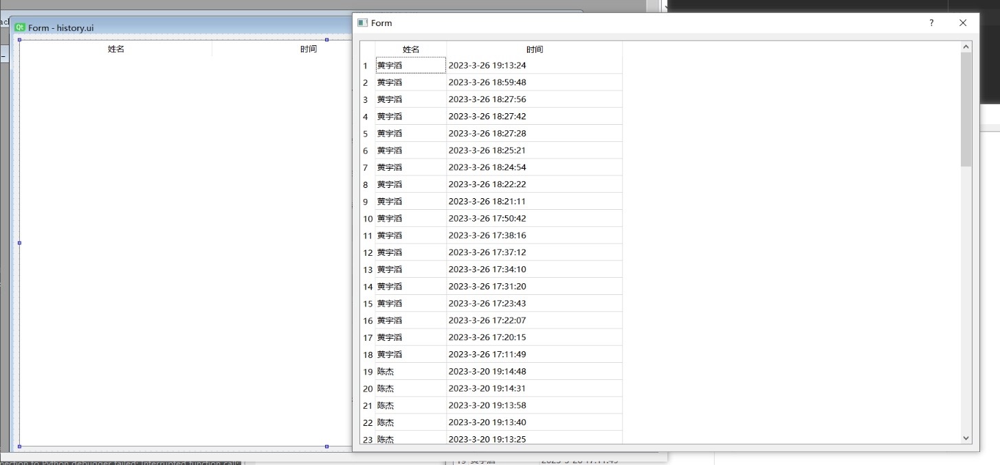 Form - history.ui
姓名 时间
Form
姓名 时间
1 黄宇滔 2023-3-26 19:13:24
2 黄宇滔 2023-3-26 18:59:48
3 黄宇滔 2023-3-26 18:27:56
4 黄宇滔 2023-3-26 18:27:42
5 黄宇滔 2023-3-26 18:27:28
6 黄宇滔 2023-3-26 18:25:21
7 黄宇滔 2023-3-26 18:24:54
8 黄宇滔 2023-3-26 18:22:22
9 黄宇滔 2023-3-26 18:21:11
10 黄宇滔 2023-3-26 17:50:42
11 黄宇滔 2023-3-26 17:38:16
12 黄宇滔 2023-3-26 17:37:12
13 黄宇滔 2023-3-26 17:34:10
14 黄宇滔 2023-3-26 17:31:20
15 黄宇滔 2023-3-26 17:23:43
16 黄宇滔 2023-3-26 17:22:07
17 黄宇滔 2023-3-26 17:20:15
18 黄宇滔 2023-3-26 17:11:49
19 陈杰 2023-3-20 19:14:48
20 陈杰 2023-3-20 19:14:31
21 陈杰 2023-3-20 19:13:58
22 陈杰 2023-3-20 19:13:40
23 陈杰 2023-3-20 19:13:25
nection to Python debugger failed: Interrupted function call: